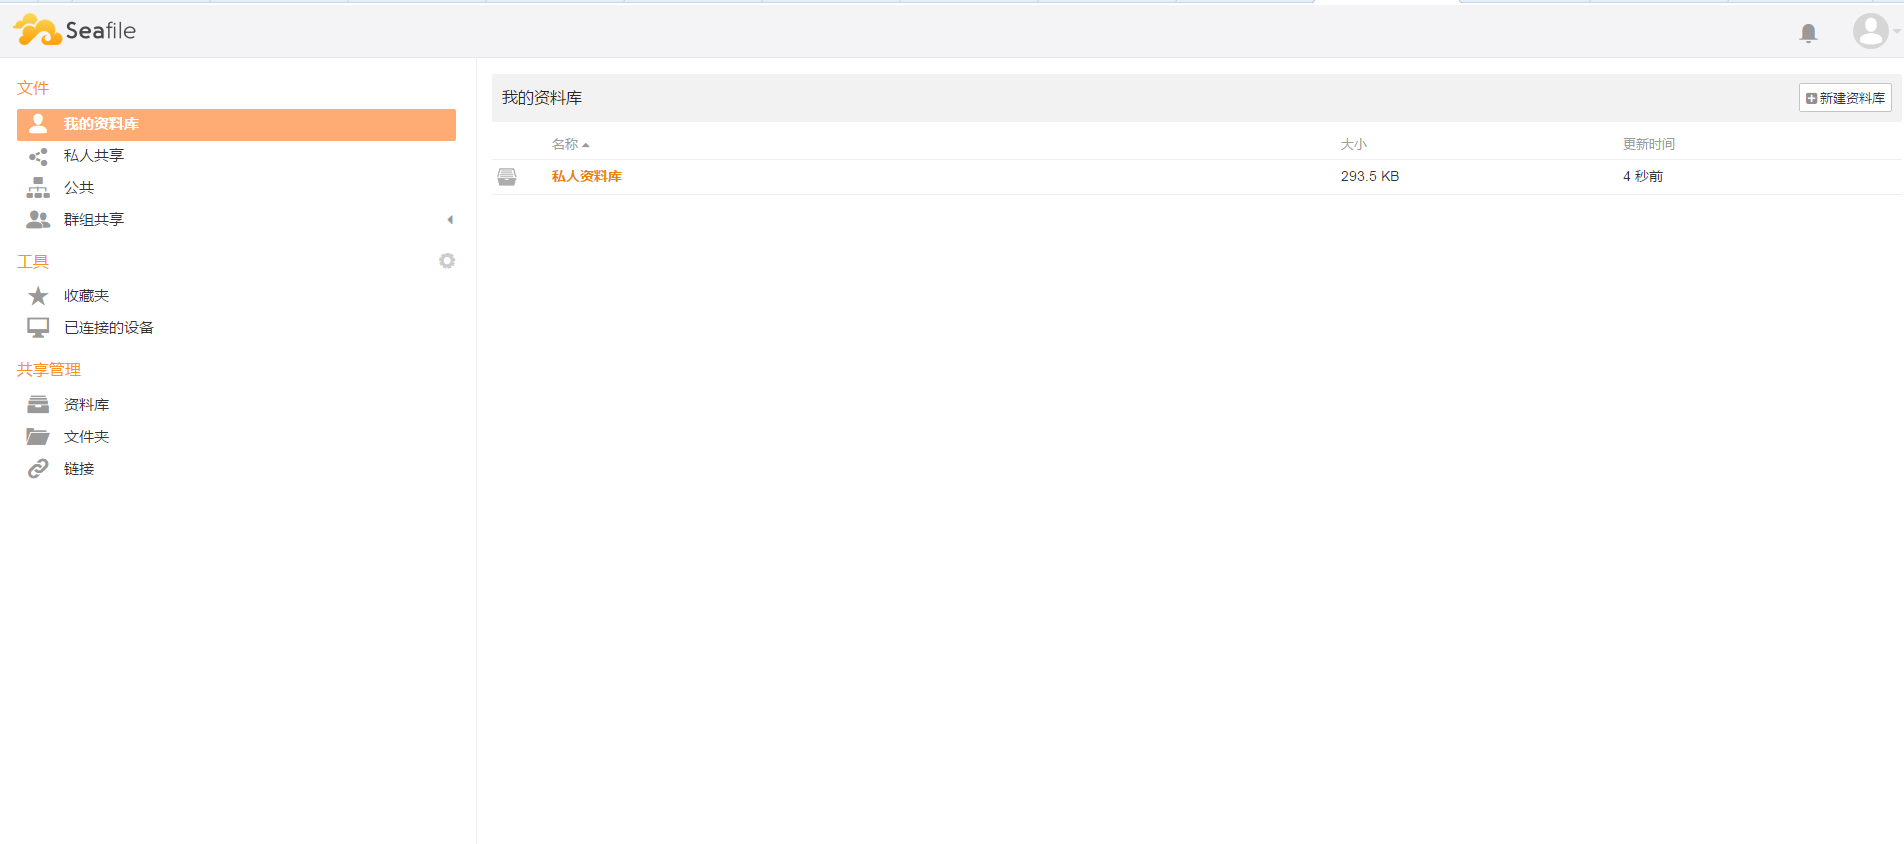 Seafile
文件
我的资料库
私人共享
公共
群组共享
工具
收藏夹
已连接的设备
共享管理
资料库
文件夹
链接
我的资料库
新建资料库
名称 大小 更新时间
私人资料库 293.5 KB 4 秒前